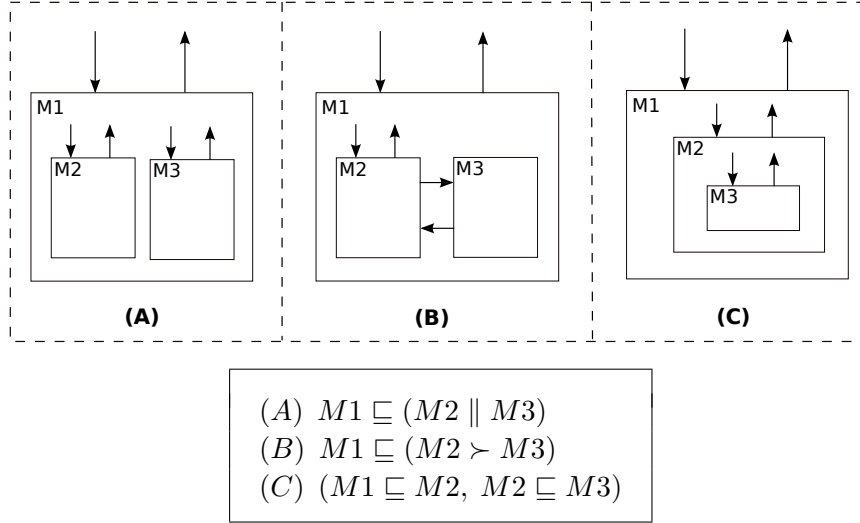 M1
M2
M3
(A)
M1
M2
M3
(B)
M1
M2
M3
(C)
(A) M1 ⊑ (M2 ∥ M3)
(B) M1 ⊑ (M2 ≻ M3)
(C) (M1 ⊑ M2, M2 ⊑ M3)